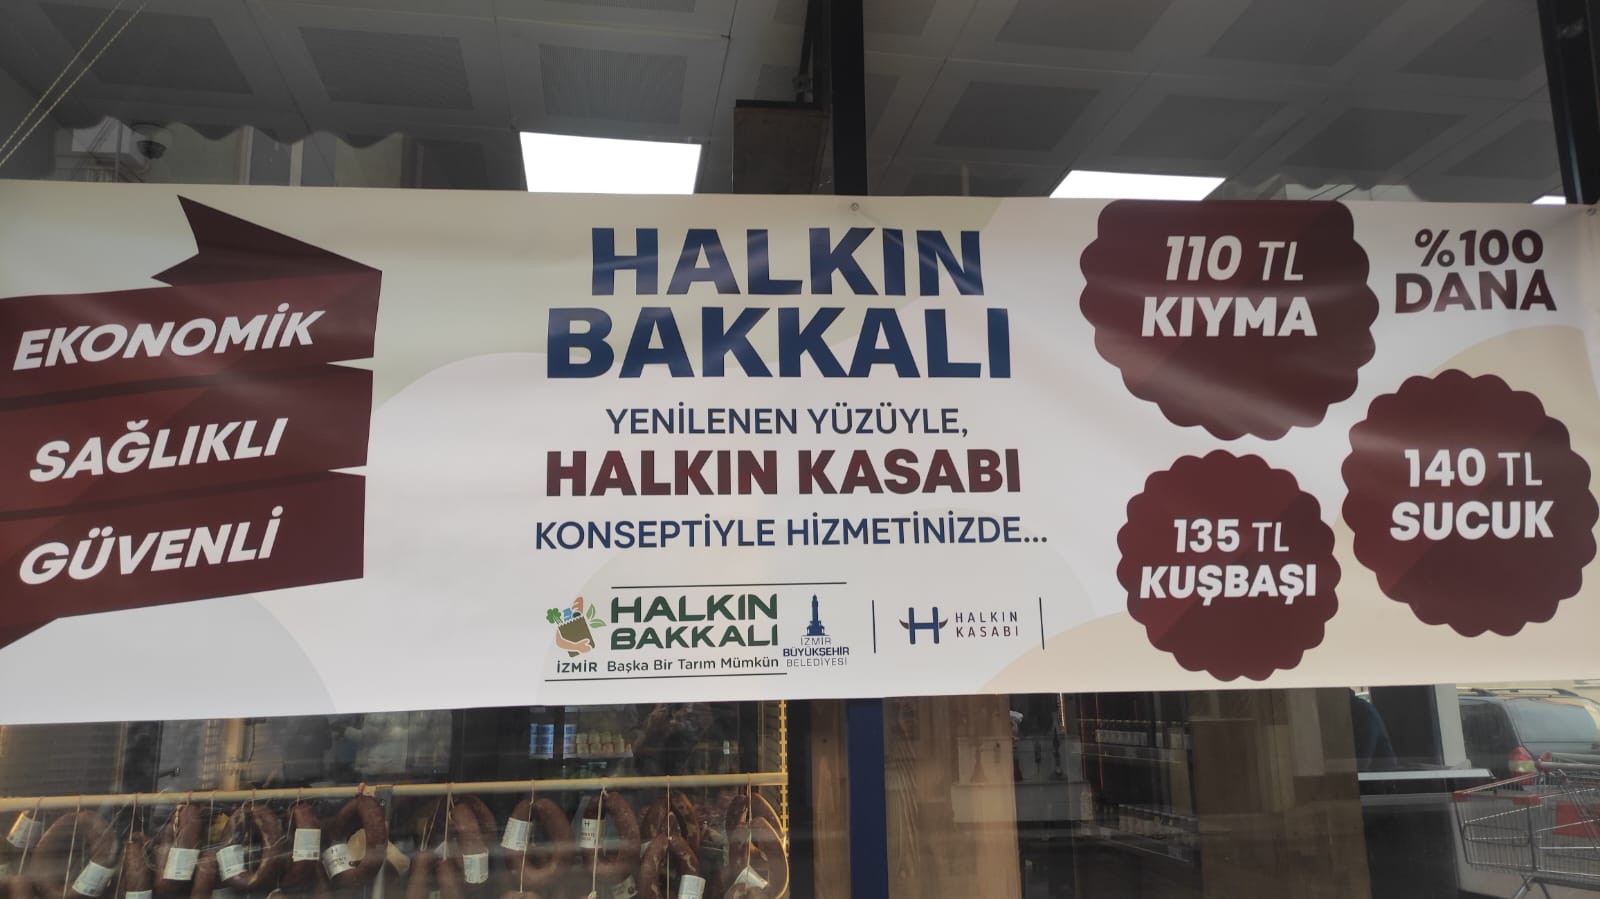 EKONOMİK
SAĞLIKLI
GÜVENLİ
HALKIN
BAKKALI
YENİLENEN YÜZÜYLE,
HALKIN KASABI
KONSEPTİYLE HİZMETİNİZDE...
HALKIN
BAKKALI
İZMİR Başka Bir Tarım Mümkün
İZMİR
BÜYÜKŞEHİR
BELEDİYESİ
HALKIN
KASABI
110 TL
KIYMA
%100
DANA
140 TL
SUCUK
135 TL
KUŞBAŞI